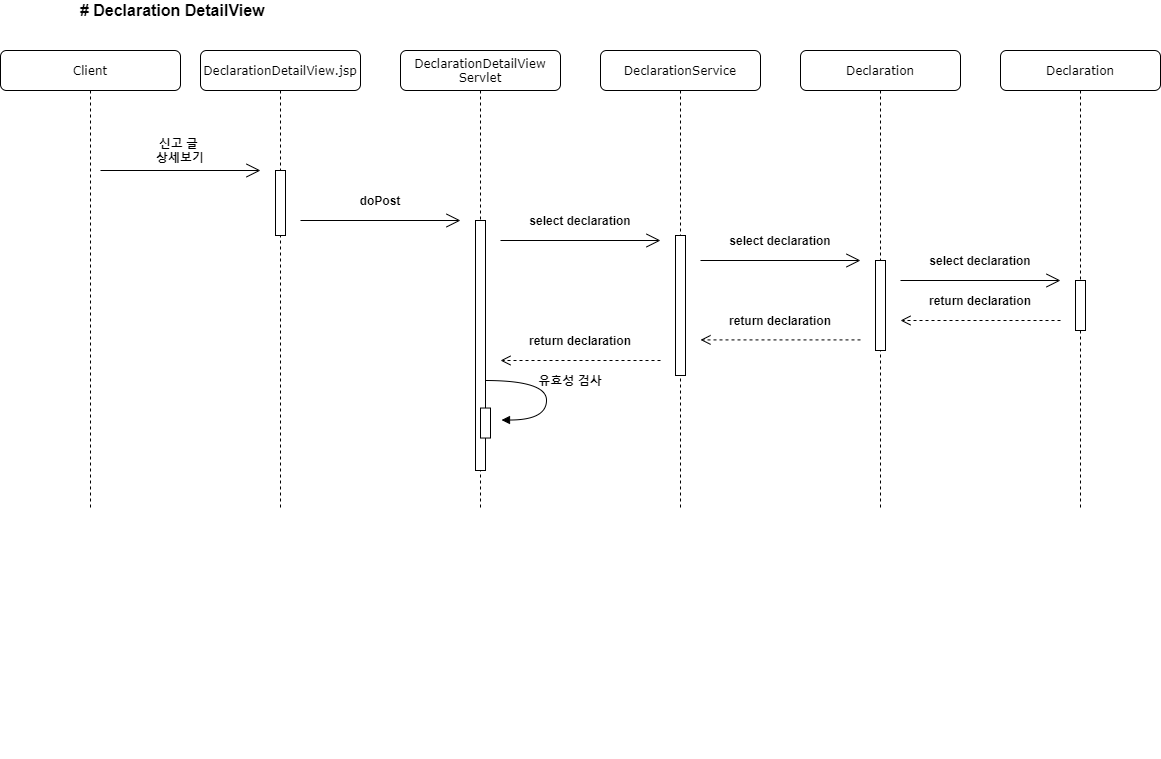 # Declaration DetailView
Client
DeclarationDetailView.jsp
DeclarationDetailView
Servlet
DeclarationService
Declaration
Declaration
신고 글
상세보기
doPost
select declaration
select declaration
select declaration
return declaration
return declaration
return declaration
유효성 검사